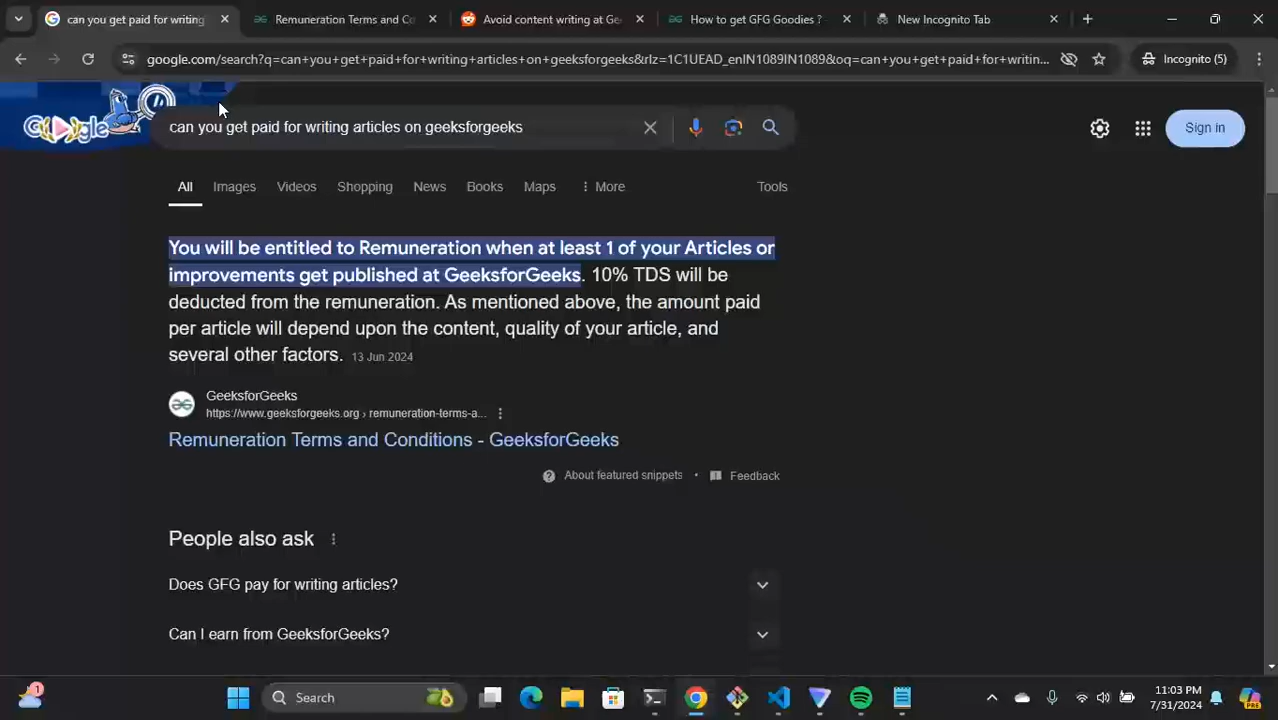 can you get paid for writing
Remuneration Terms and Co
Avoid content writing at Ge
How to get GFG Goodies ?
New Incognito Tab
google.com/search?q=can+you+get+paid+for+writing+articles+on+geeksforgeeks&rlz=1C1UEAD_enIN1089IN1089&oq=can+you+get+paid+for+writin...
Incognito (5)
can you get paid for writing articles on geeksforgeeks
Sign in
All Images Videos Shopping News Books Maps More Tools
You will be entitled to Remuneration when at least 1 of your Articles or
improvements get published at GeeksforGeeks. 10% TDS will be
deducted from the remuneration. As mentioned above, the amount paid
per article will depend upon the content, quality of your article, and
several other factors. 13 Jun 2024
GeeksforGeeks
https://www.geeksforgeeks.org › remuneration-terms-a...
Remuneration Terms and Conditions - GeeksforGeeks
About featured snippets • Feedback
People also ask
Does GFG pay for writing articles?
Can I earn from GeeksforGeeks?
1
Search
PRE
11:03 PM
7/31/2024